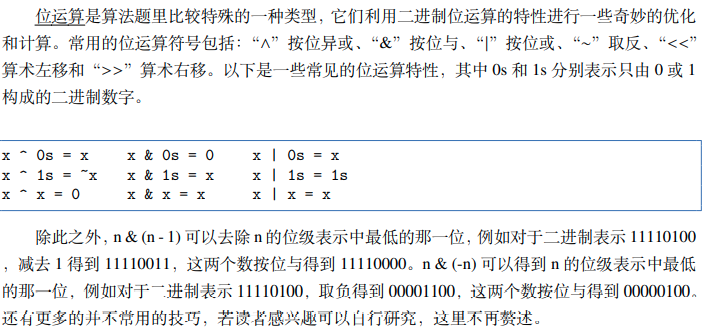 位运算是算法题里比较特殊的一种类型，它们利用二进制位运算的特性进行一些奇妙的优化
和计算。常用的位运算符号包括：“∧”按位异或、“&”按位与、“|”按位或、“~”取反、“<<”
算术左移和“>>”算术右移。以下是一些常见的位运算特性，其中 0s 和 1s 分别表示只由 0 或 1
构成的二进制数字。
x ^ 0s = x x & 0s = 0 x | 0s = x
x ^ 1s = ~x x & 1s = x x | 1s = 1s
x ^ x = 0 x & x = x x | x = x
除此之外，n & (n - 1) 可以去除 n 的位级表示中最低的那一位，例如对于二进制表示 11110100
，减去 1 得到 11110011，这两个数按位与得到 11110000。n & (-n) 可以得到 n 的位级表示中最低
的那一位，例如对于二进制表示 11110100，取负得到 00001100，这两个数按位与得到 00000100。
还有更多的并不常用的技巧，若读者感兴趣可以自行研究，这里不再赘述。